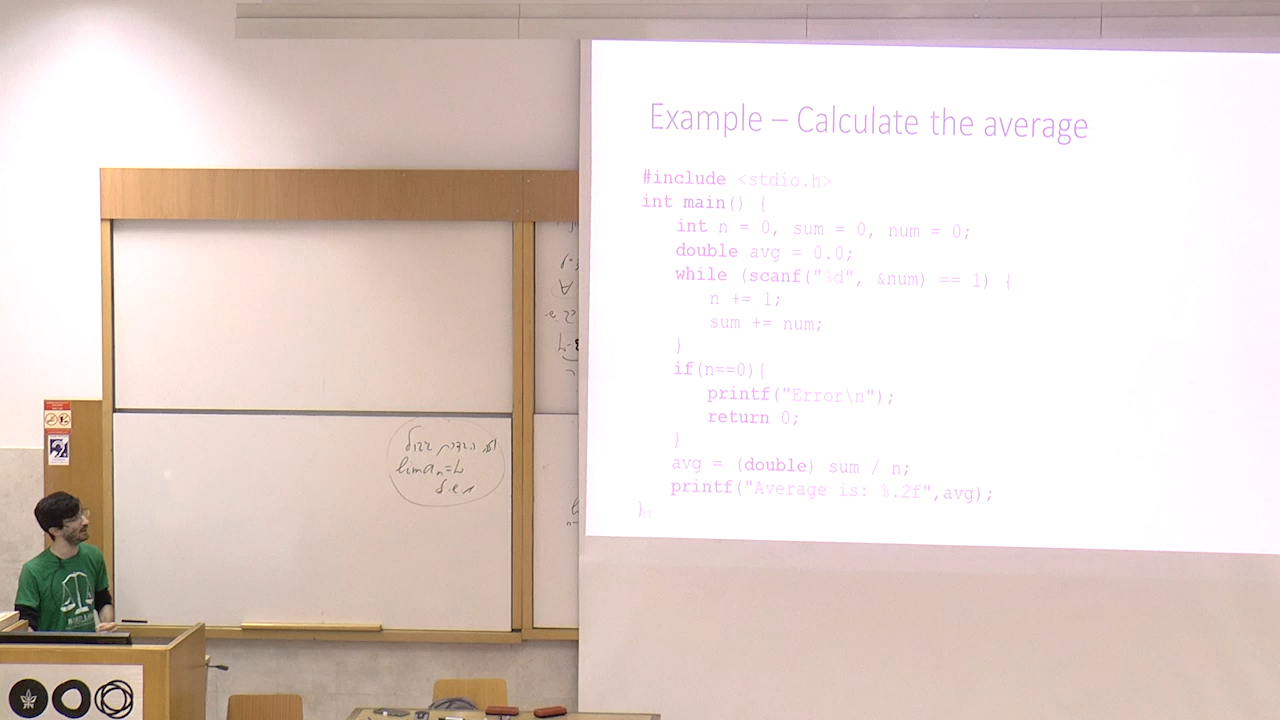 Example – Calculate the average
#include <stdio.h>
int main() {
int n = 0, sum = 0, num = 0;
double avg = 0.0;
while (scanf("%d", &num) == 1) {
n += 1;
sum += num;
}
if(n==0){
printf("Error\n");
return 0;
}
avg = (double) sum / n;
printf("Average is: %.2f",avg);
}
lim aₙ = L